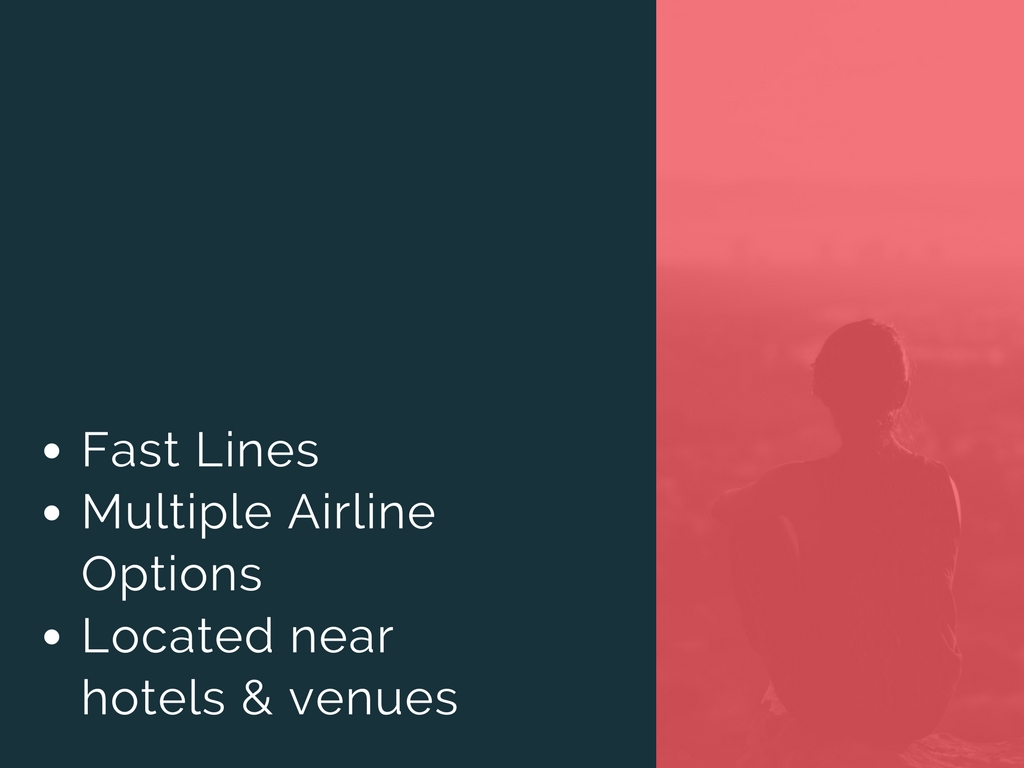 • Fast Lines
• Multiple Airline
Options
• Located near
hotels & venues